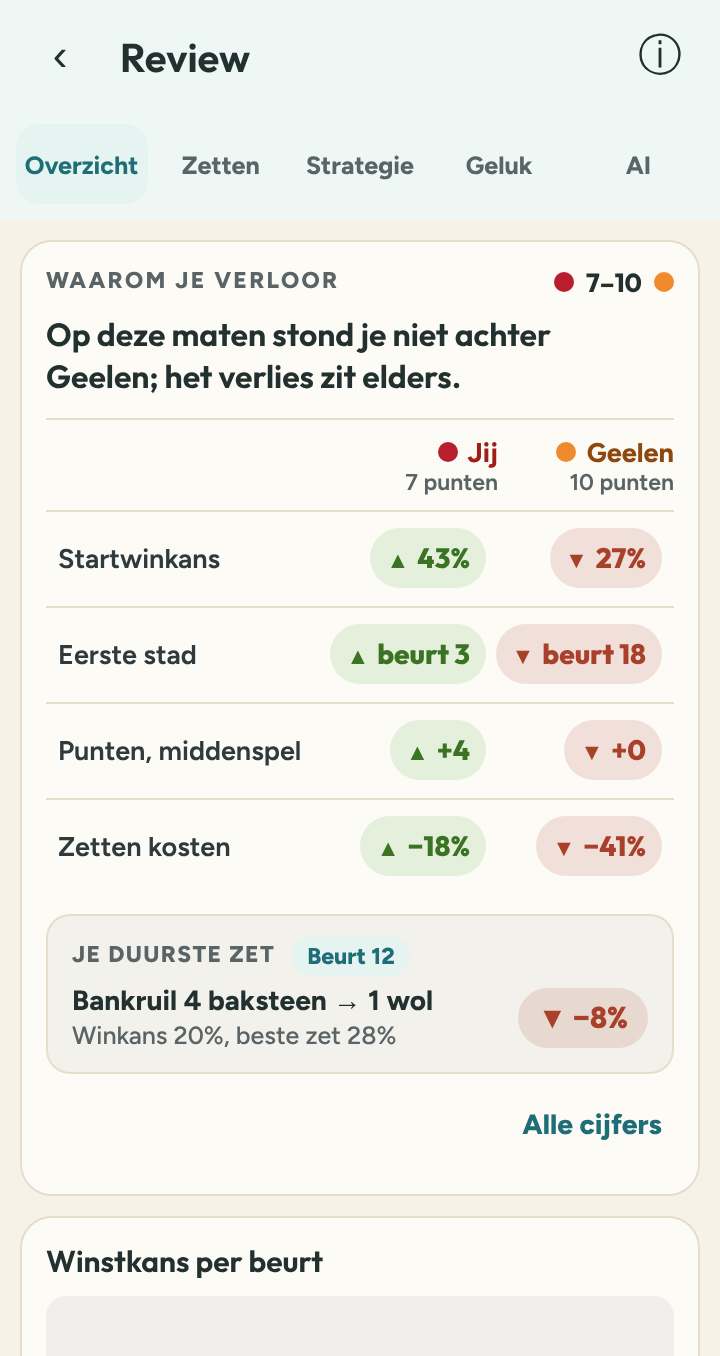 ‹ Review ⓘ
Overzicht Zetten Strategie Geluk AI
WAAROM JE VERLOOR 7–10
Op deze maten stond je niet achter
Geelen; het verlies zit elders.
Jij Geelen
7 punten 10 punten
Startwinkans ▲ 43% ▼ 27%
Eerste stad ▲ beurt 3 ▼ beurt 18
Punten, middenspel ▲ +4 ▼ +0
Zetten kosten ▲ −18% ▼ −41%
JE DUURSTE ZET Beurt 12
Bankruil 4 baksteen → 1 wol
Winkans 20%, beste zet 28%
▼ −8%
Alle cijfers
Winstkans per beurt